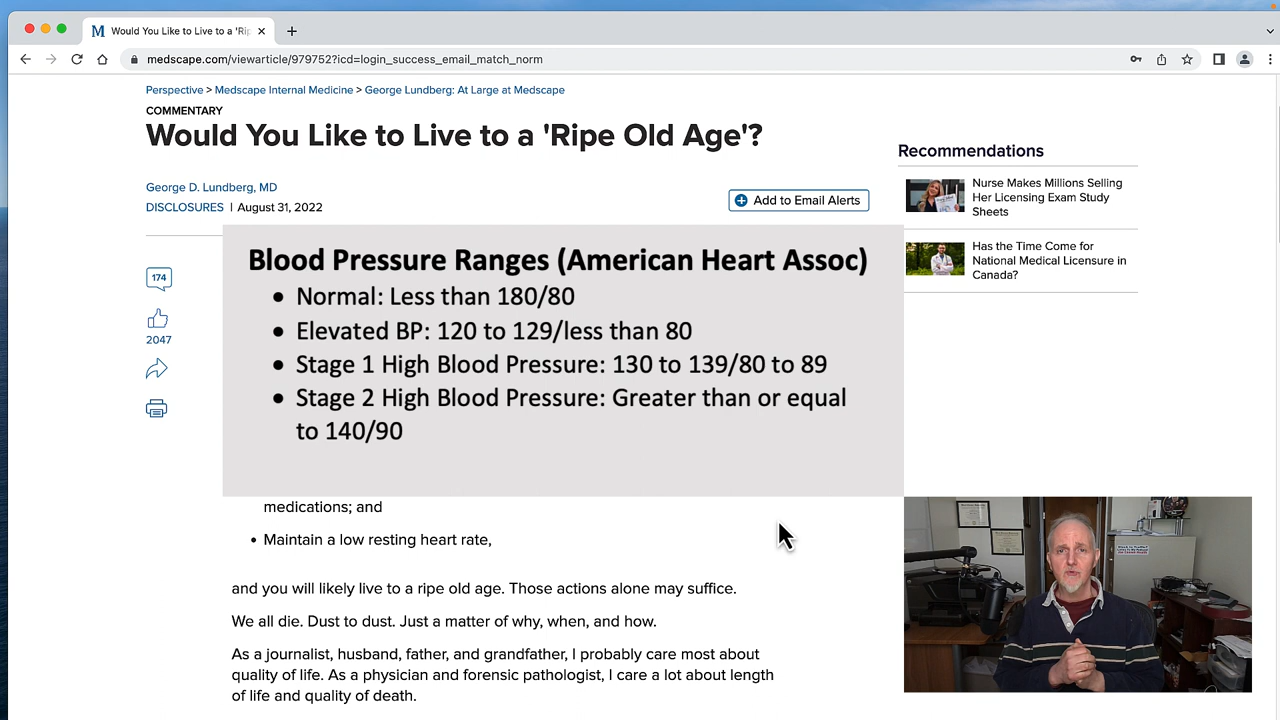 Would You Like to Live to a 'Rip
medscape.com/viewarticle/979752?icd=login_success_email_match_norm
Perspective > Medscape Internal Medicine > George Lundberg: At Large at Medscape
COMMENTARY
Would You Like to Live to a 'Ripe Old Age'?
George D. Lundberg, MD
DISCLOSURES | August 31, 2022
Add to Email Alerts
174
2047
Blood Pressure Ranges (American Heart Assoc)
• Normal: Less than 180/80
• Elevated BP: 120 to 129/less than 80
• Stage 1 High Blood Pressure: 130 to 139/80 to 89
• Stage 2 High Blood Pressure: Greater than or equal
to 140/90
medications; and
• Maintain a low resting heart rate,
and you will likely live to a ripe old age. Those actions alone may suffice.
We all die. Dust to dust. Just a matter of why, when, and how.
As a journalist, husband, father, and grandfather, I probably care most about
quality of life. As a physician and forensic pathologist, I care a lot about length
of life and quality of death.
Recommendations
Nurse Makes Millions Selling
Her Licensing Exam Study
Sheets
Has the Time Come for
National Medical Licensure in
Canada?